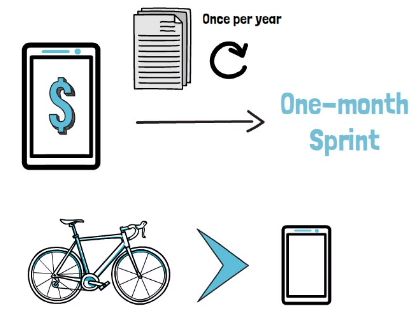 Once per year
$
One-month
Sprint